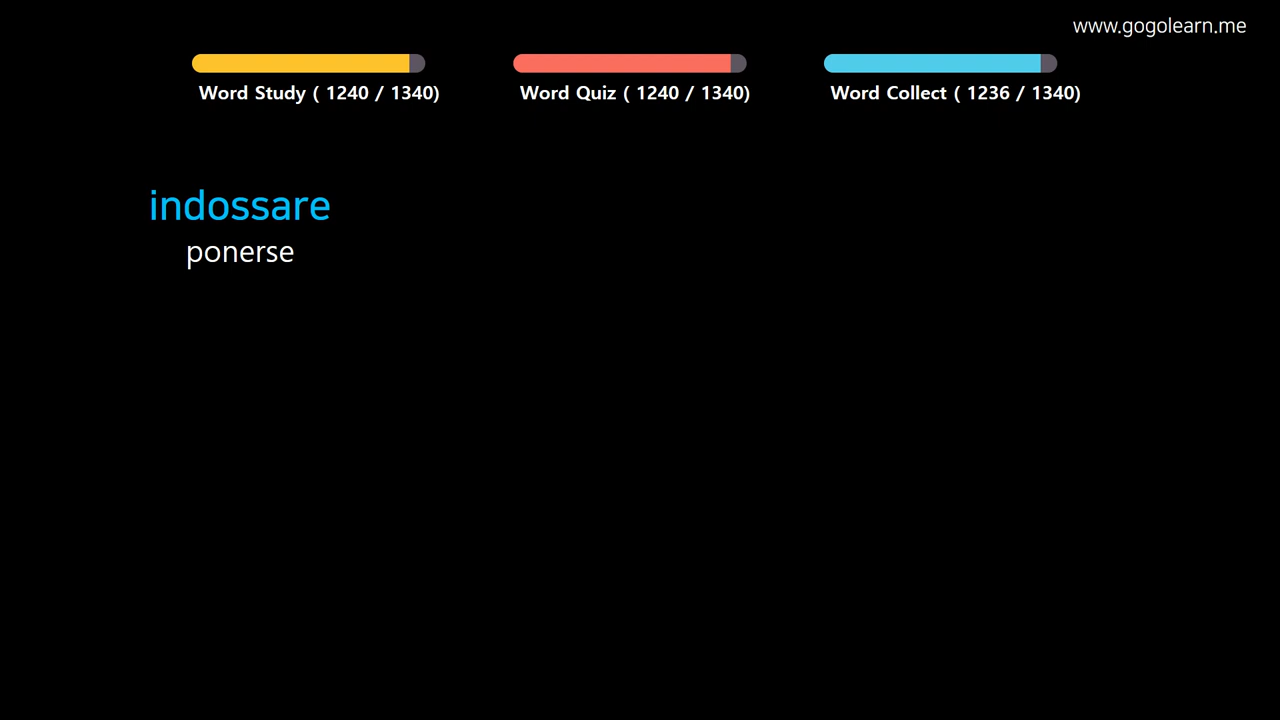 www.gogolearn.me
Word Study ( 1240 / 1340)
Word Quiz ( 1240 / 1340)
Word Collect ( 1236 / 1340)
indossare
ponerse